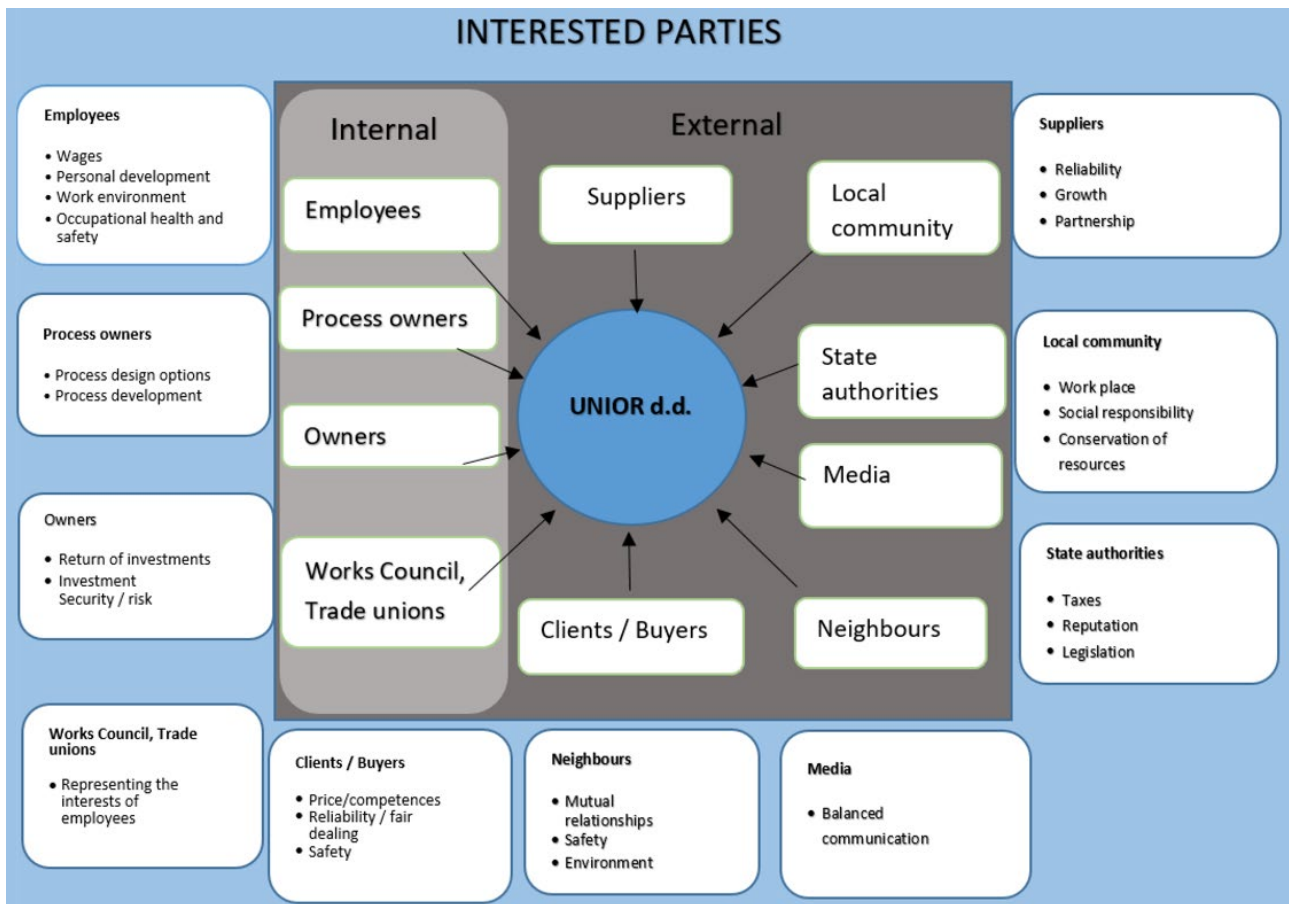 INTERESTED PARTIES
Employees
• Wages
• Personal development
• Work environment
• Occupational health and
safety
Process owners
• Process design options
• Process development
Owners
• Return of investments
• Investment
Security / risk
Works Council, Trade
unions
• Representing the
interests of
employees
Internal
Employees
Process owners
Owners
Works Council,
Trade unions
External
Suppliers
Local
community
State
authorities
Media
Neighbours
Clients / Buyers
UNIOR d.d.
Suppliers
• Reliability
• Growth
• Partnership
Local community
• Work place
• Social responsibility
• Conservation of
resources
State authorities
• Taxes
• Reputation
• Legislation
Clients / Buyers
• Price/competences
• Reliability / fair
dealing
• Safety
Neighbours
• Mutual
relationships
• Safety
• Environment
Media
• Balanced
communication